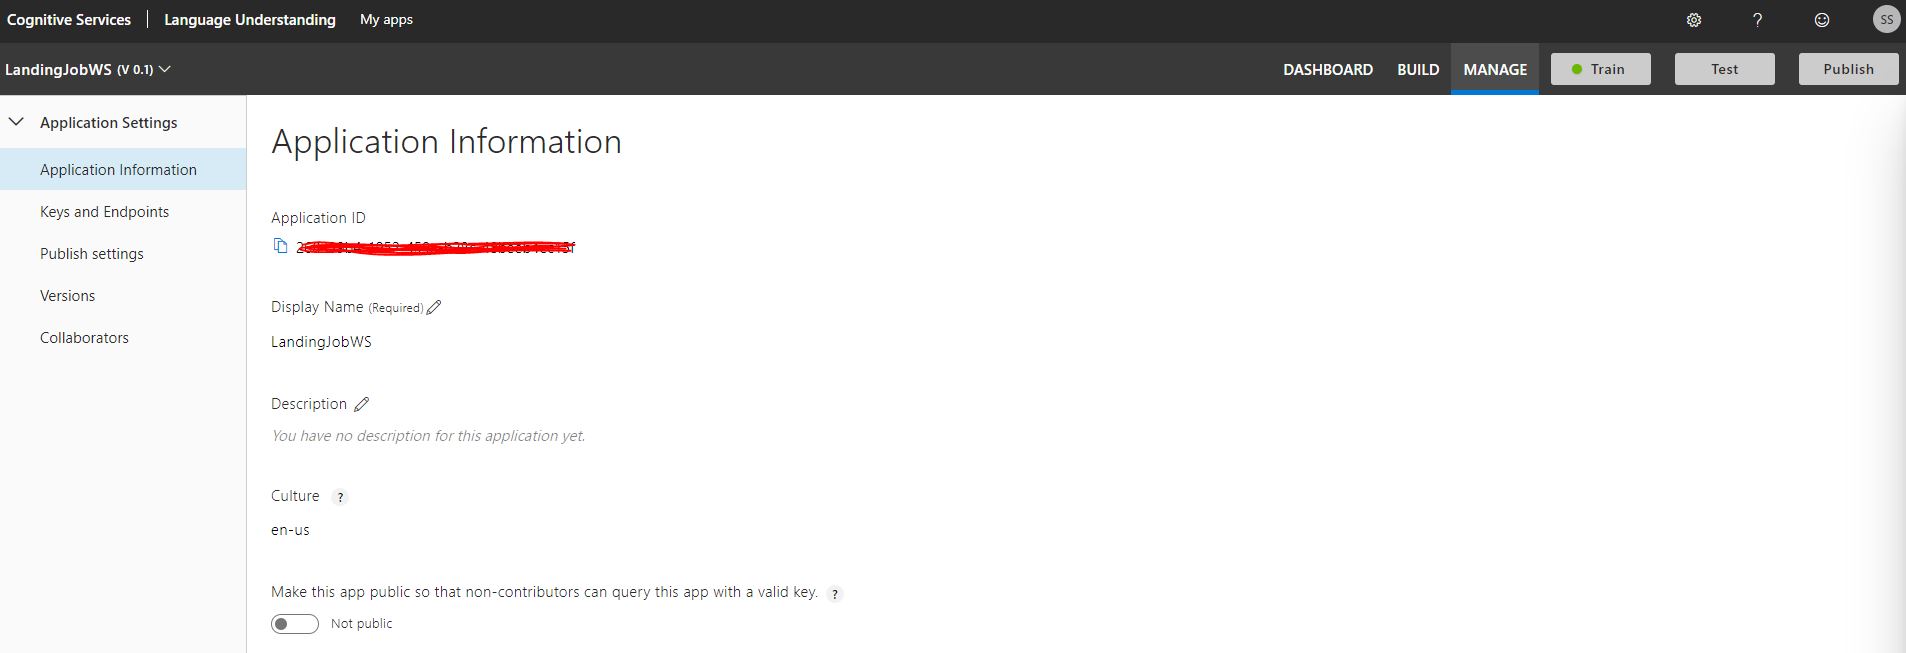 Cognitive Services | Language Understanding My apps ? SS
LandingJobWS (V 0.1) DASHBOARD BUILD MANAGE Train Test Publish
Application Settings
Application Information
Keys and Endpoints
Publish settings
Versions
Collaborators
Application Information
Application ID
Display Name (Required)
LandingJobWS
Description
You have no description for this application yet.
Culture ?
en-us
Make this app public so that non-contributors can query this app with a valid key. ?
Not public